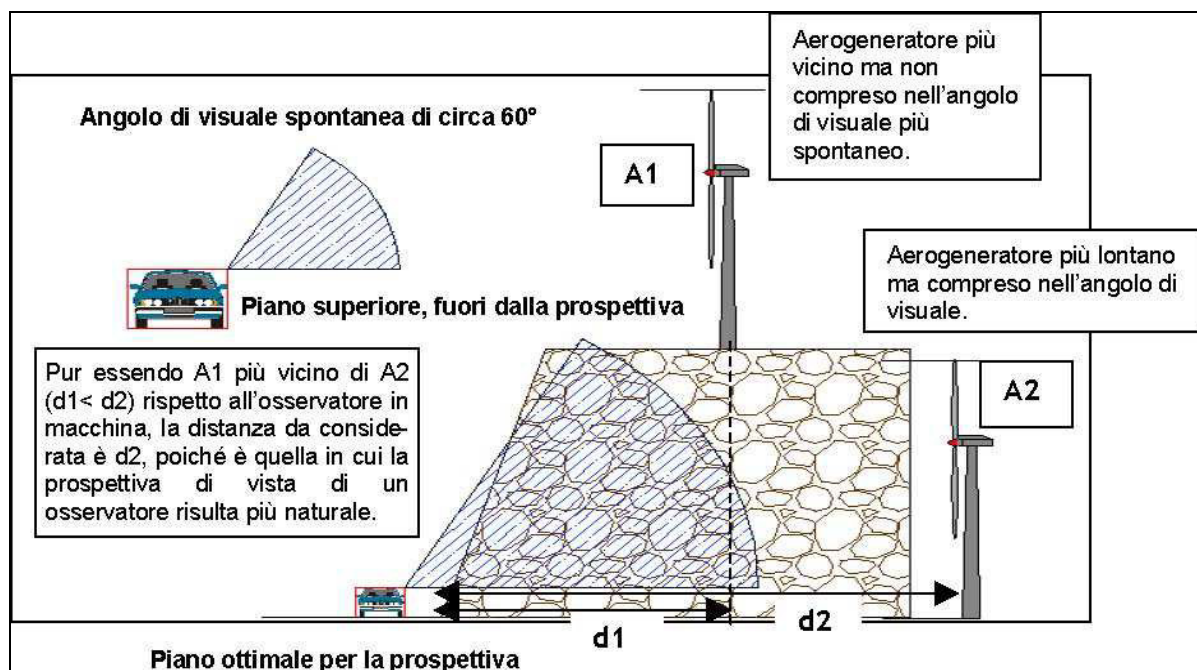 Aerogeneratore più
vicino ma non
compreso nell'angolo
di visuale più
spontaneo.
Angolo di visuale spontanea di circa 60°
A1
Aerogeneratore più lontano
ma compreso nell'angolo di
visuale.
Piano superiore, fuori dalla prospettiva
Pur essendo A1 più vicino di A2
(d1< d2) rispetto all'osservatore in
macchina, la distanza da conside-
rata è d2, poiché è quella in cui la
prospettiva di vista di un
osservatore risulta più naturale.
A2
d1
d2
Piano ottimale per la prospettiva